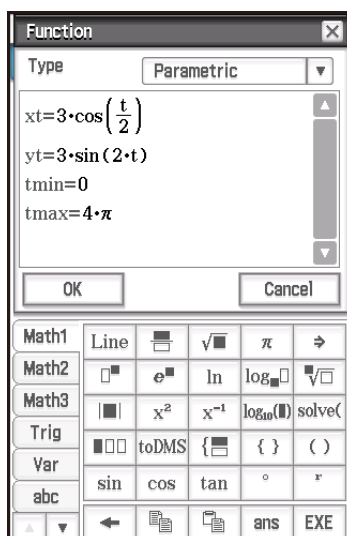 Function
Type Parametric
xt=3•cos(t/2)
yt=3•sin(2•t)
tmin=0
tmax=4•π
OK Cancel
Math1 Line √■ π ⇒
Math2 □■ e■ ln log■□ ■√□
Math3 |■| x² x⁻¹ log₁₀(■) solve(
Trig ■□□ toDMS { } ( )
Var sin cos tan ° r
abc
ans EXE